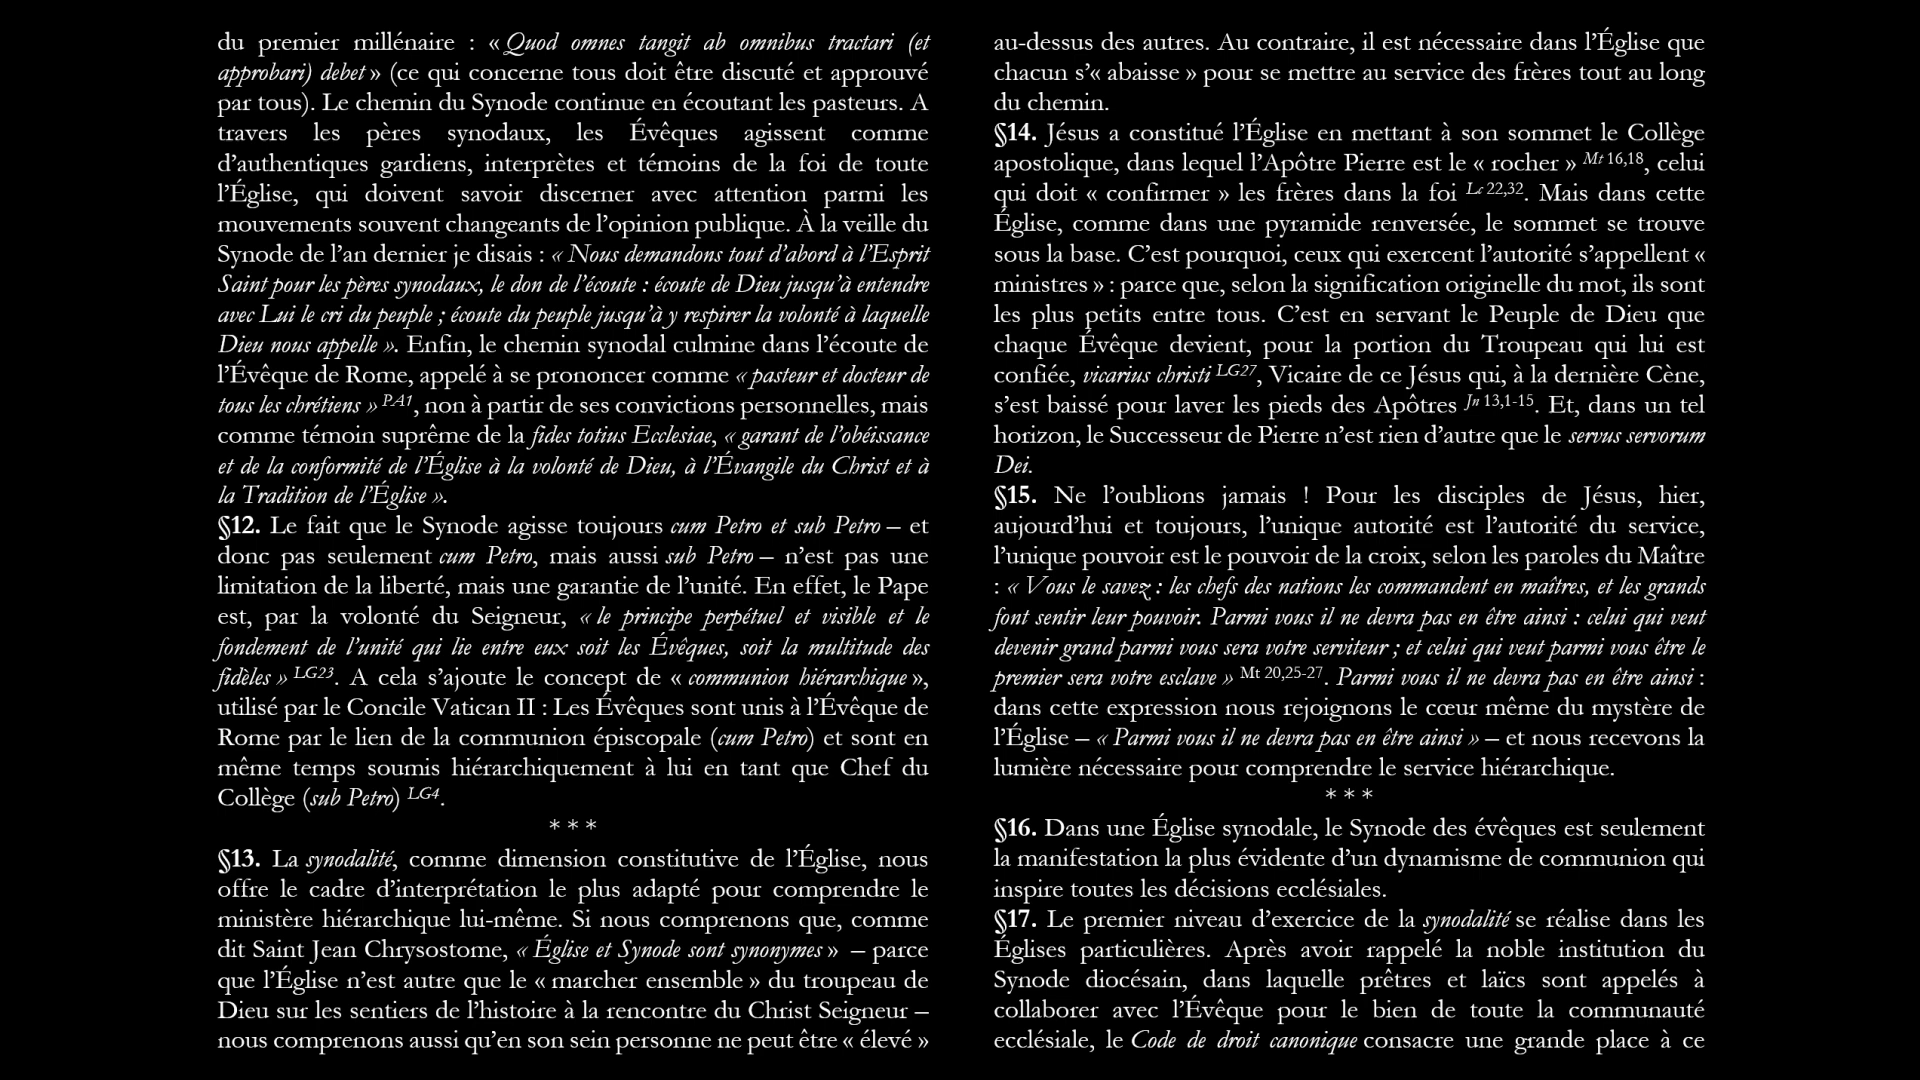 du premier millénaire : « Quod omnes tangit ab omnibus tractari (et
approbari) debet » (ce qui concerne tous doit être discuté et approuvé
par tous). Le chemin du Synode continue en écoutant les pasteurs. A
travers les pères synodaux, les Évêques agissent comme
d’authentiques gardiens, interprètes et témoins de la foi de toute
l’Église, qui doivent savoir discerner avec attention parmi les
mouvements souvent changeants de l’opinion publique. À la veille du
Synode de l’an dernier je disais : « Nous demandons tout d’abord à l’Esprit
Saint pour les pères synodaux, le don de l’écoute : écoute de Dieu jusqu’à entendre
avec Lui le cri du peuple ; écoute du peuple jusqu’à y respirer la volonté à laquelle
Dieu nous appelle ». Enfin, le chemin synodal culmine dans l’écoute de
l’Évêque de Rome, appelé à se prononcer comme « pasteur et docteur de
tous les chrétiens » PA1, non à partir de ses convictions personnelles, mais
comme témoin suprême de la fides totius Ecclesiae, « garant de l’obéissance
et de la conformité de l’Église à la volonté de Dieu, à l’Évangile du Christ et à
la Tradition de l’Église ».
§12. Le fait que le Synode agisse toujours cum Petro et sub Petro – et
donc pas seulement cum Petro, mais aussi sub Petro – n’est pas une
limitation de la liberté, mais une garantie de l’unité. En effet, le Pape
est, par la volonté du Seigneur, « le principe perpétuel et visible et le
fondement de l’unité qui lie entre eux soit les Évêques, soit la multitude des
fidèles » LG23. A cela s’ajoute le concept de « communion hiérarchique »,
utilisé par le Concile Vatican II : Les Évêques sont unis à l’Évêque de
Rome par le lien de la communion épiscopale (cum Petro) et sont en
même temps soumis hiérarchiquement à lui en tant que Chef du
Collège (sub Petro) LG4.
* * *
§13. La synodalité, comme dimension constitutive de l’Église, nous
offre le cadre d’interprétation le plus adapté pour comprendre le
ministère hiérarchique lui-même. Si nous comprenons que, comme
dit Saint Jean Chrysostome, « Église et Synode sont synonymes » – parce
que l’Église n’est autre que le « marcher ensemble » du troupeau de
Dieu sur les sentiers de l’histoire à la rencontre du Christ Seigneur –
nous comprenons aussi qu’en son sein personne ne peut être « élevé »
au-dessus des autres. Au contraire, il est nécessaire dans l’Église que
chacun s’« abaisse » pour se mettre au service des frères tout au long
du chemin.
§14. Jésus a constitué l’Église en mettant à son sommet le Collège
apostolique, dans lequel l’Apôtre Pierre est le « rocher » Mt 16,18, celui
qui doit « confirmer » les frères dans la foi Lc 22,32. Mais dans cette
Église, comme dans une pyramide renversée, le sommet se trouve
sous la base. C’est pourquoi, ceux qui exercent l’autorité s’appellent «
ministres » : parce que, selon la signification originelle du mot, ils sont
les plus petits entre tous. C’est en servant le Peuple de Dieu que
chaque Évêque devient, pour la portion du Troupeau qui lui est
confiée, vicarius christi LG27, Vicaire de ce Jésus qui, à la dernière Cène,
s’est baissé pour laver les pieds des Apôtres Jn 13,1-15. Et, dans un tel
horizon, le Successeur de Pierre n’est rien d’autre que le servus servorum
Dei.
§15. Ne l’oublions jamais ! Pour les disciples de Jésus, hier,
aujourd’hui et toujours, l’unique autorité est l’autorité du service,
l’unique pouvoir est le pouvoir de la croix, selon les paroles du Maître
: « Vous le savez : les chefs des nations les commandent en maîtres, et les grands
font sentir leur pouvoir. Parmi vous il ne devra pas en être ainsi : celui qui veut
devenir grand parmi vous sera votre serviteur ; et celui qui veut parmi vous être le
premier sera votre esclave » Mt 20,25-27. Parmi vous il ne devra pas en être ainsi :
dans cette expression nous rejoignons le cœur même du mystère de
l’Église – « Parmi vous il ne devra pas en être ainsi » – et nous recevons la
lumière nécessaire pour comprendre le service hiérarchique.
* * *
§16. Dans une Église synodale, le Synode des évêques est seulement
la manifestation la plus évidente d’un dynamisme de communion qui
inspire toutes les décisions ecclésiales.
§17. Le premier niveau d’exercice de la synodalité se réalise dans les
Églises particulières. Après avoir rappelé la noble institution du
Synode diocésain, dans laquelle prêtres et laïcs sont appelés à
collaborer avec l’Évêque pour le bien de toute la communauté
ecclésiale, le Code de droit canonique consacre une grande place à ce